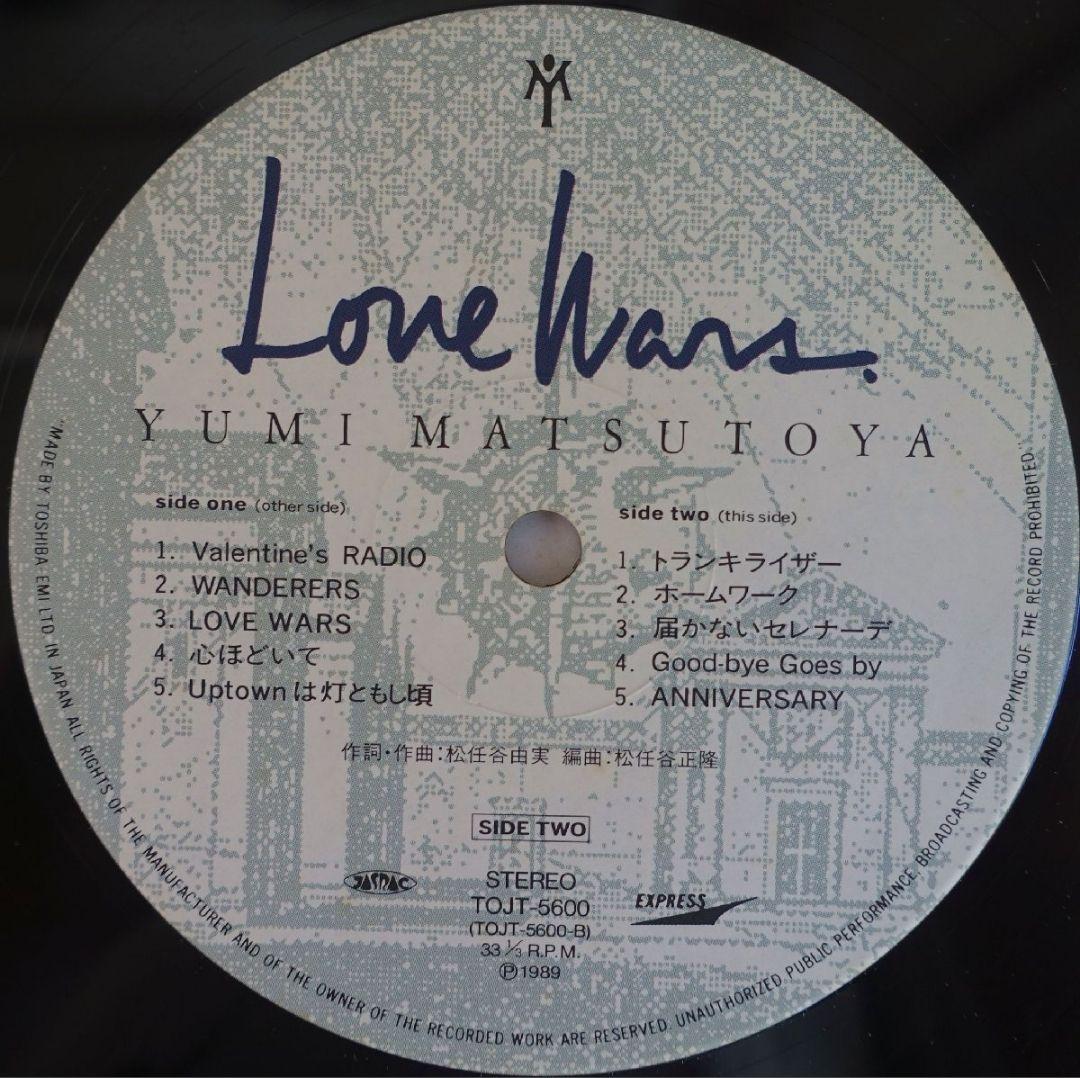 Love Wars.
YUMI MATSUTOYA
side one (other side)
1. Valentine's RADIO
2. WANDERERS
3. LOVE WARS
4. 心ほどいて
5. Uptownは灯ともし頃
side two (this side)
1. トランキライザー
2. ホームワーク
3. 届かないセレナーデ
4. Good-bye Goes by
5. ANNIVERSARY
作詞・作曲:松任谷由実 編曲:松任谷正隆
SIDE TWO
JASRAC
STEREO
TOJT-5600
(TOJT-5600-B)
33 1/3 R.P.M.
Ⓟ1989
EXPRESS
"MADE BY TOSHIBA EMI LTD IN JAPAN ALL RIGHTS OF THE MANUFACTURER AND OF THE OWNER OF THE RECORDED WORK ARE RESERVED. UNAUTHORIZED PUBLIC PERFORMANCE BROADCASTING AND COPYING OF THE RECORD PROHIBITED."